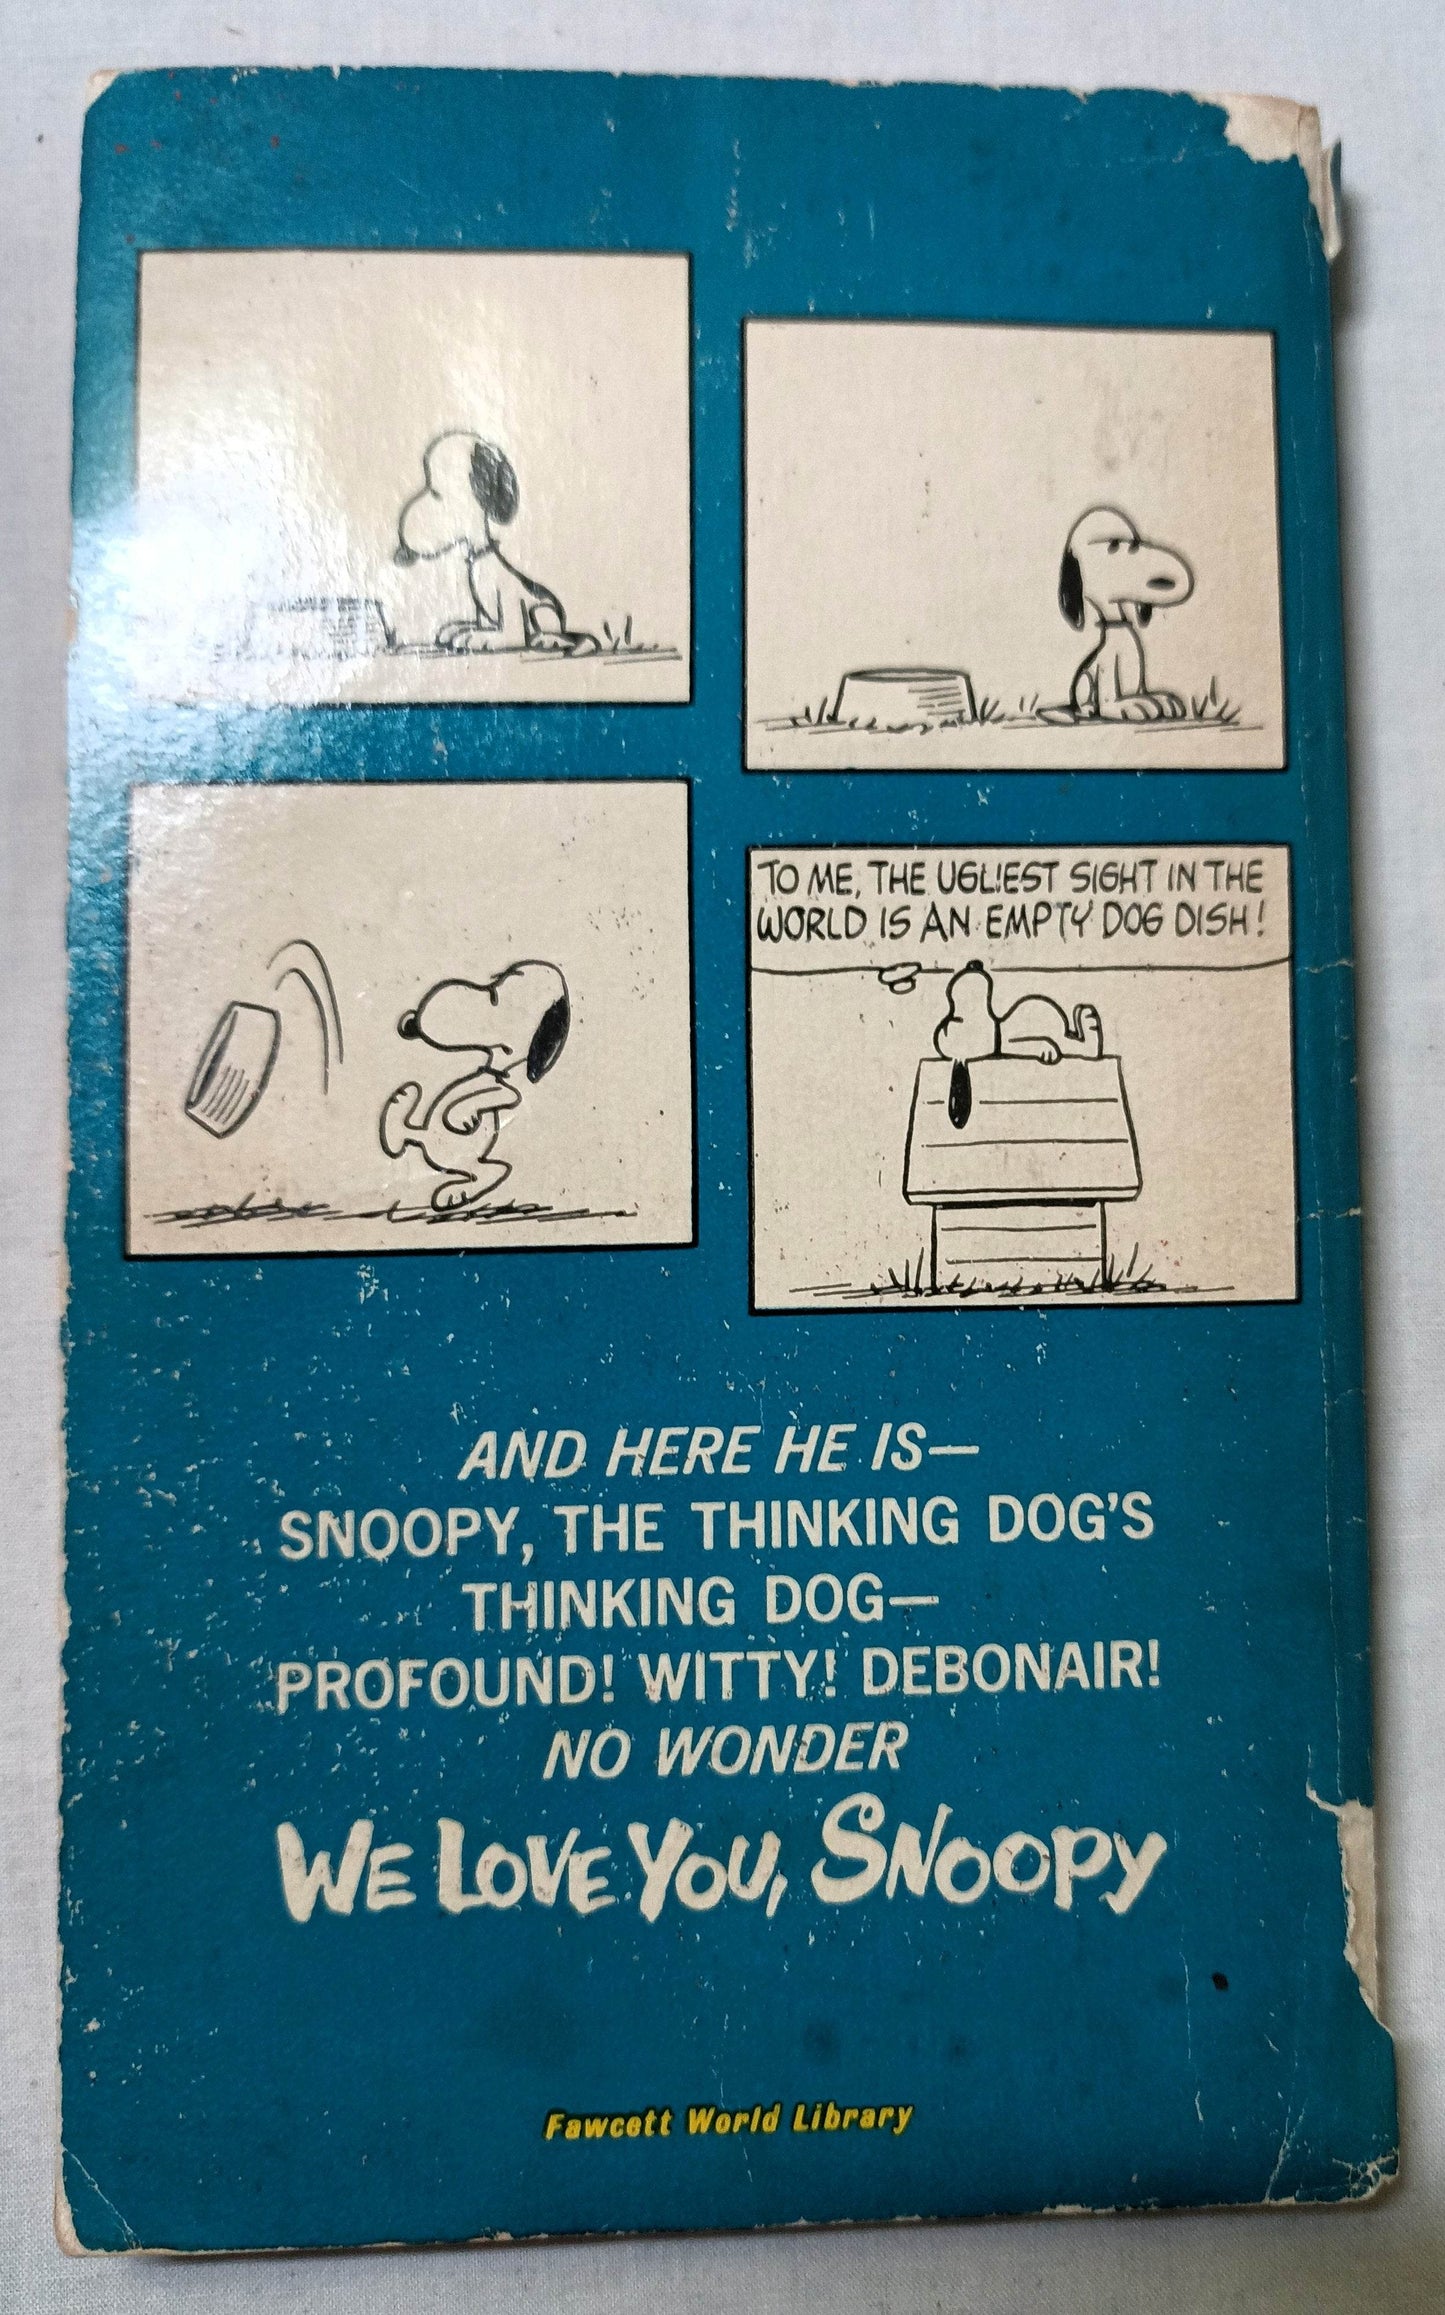 TO ME, THE UGLIEST SIGHT IN THE
WORLD IS AN EMPTY DOG DISH!
AND HERE HE IS—
SNOOPY, THE THINKING DOG'S
THINKING DOG—
PROFOUND! WITTY! DEBONAIR!
NO WONDER
WE LOVE YOU, SNOOPY
Fawcett World Library